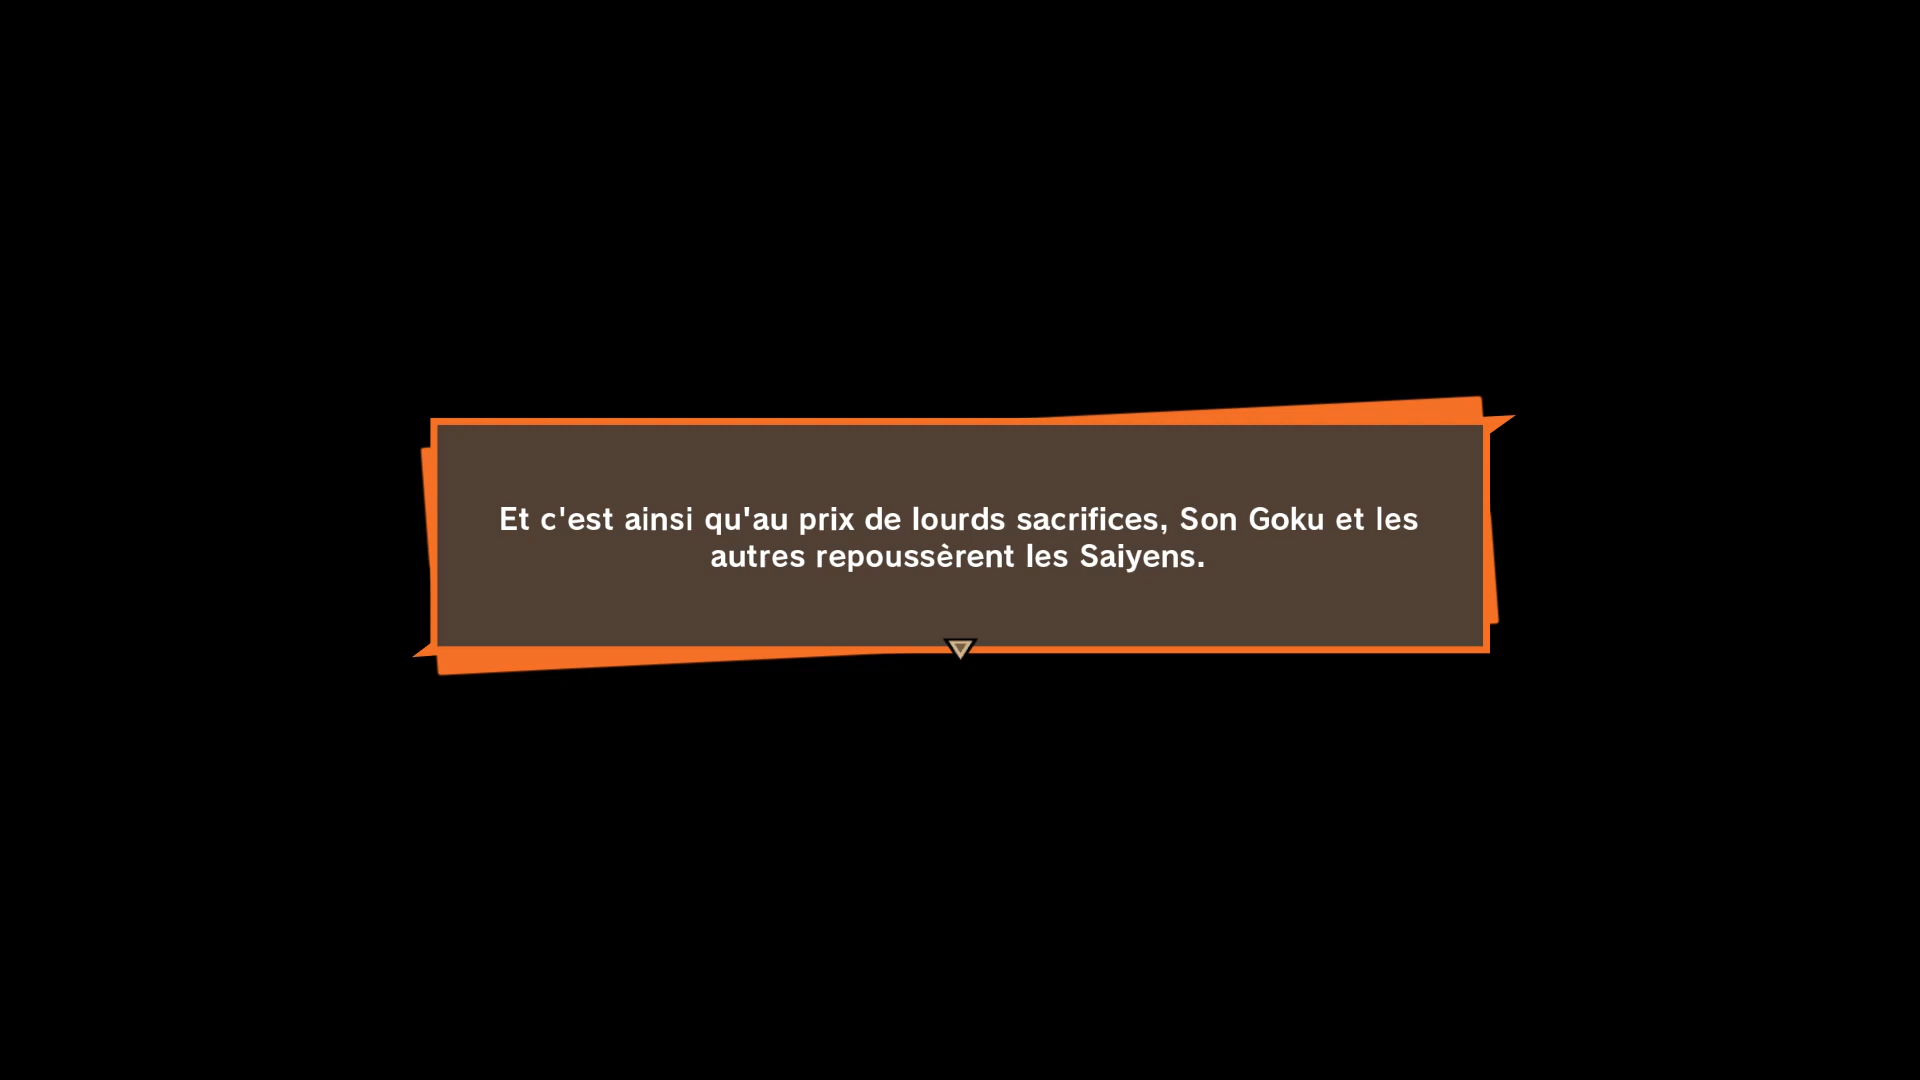 Et c'est ainsi qu'au prix de lourds sacrifices, Son Goku et les
autres repoussèrent les Saiyens.